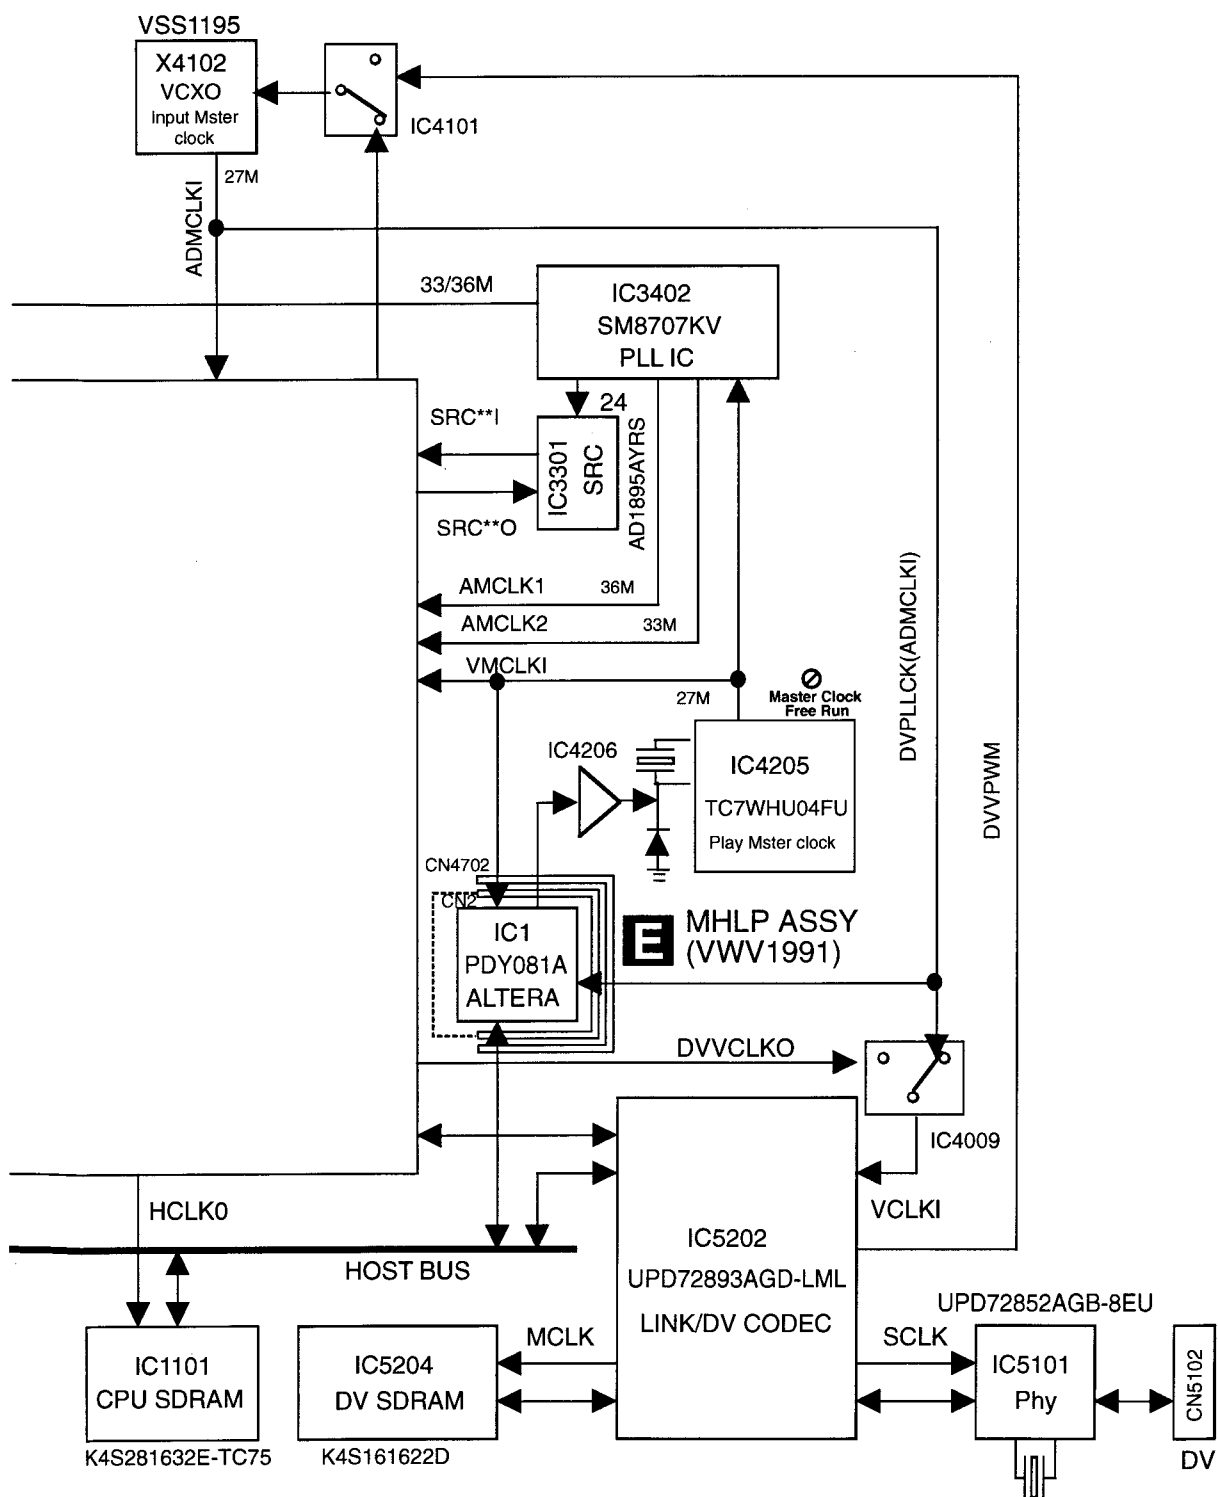 VSS1195
X4102
VCXO
Input Mster
clock
IC4101
27M
ADMCLKI
33/36M
IC3402
SM8707KV
PLL IC
24
SRC**I
IC3301
SRC
AD1895AYRS
SRC**O
AMCLK1
36M
AMCLK2
33M
VMCLKI
27M
Master Clock
Free Run
DVPLLCK(ADMCLKI)
DVVPWM
IC4206
IC4205
TC7WHU04FU
Play Mster clock
CN4702
CN2
IC1
PDY081A
ALTERA
E
MHLP ASSY
(VWV1991)
DVVCLKO
IC4009
VCLKI
HCLK0
HOST BUS
IC5202
UPD72893AGD-LML
LINK/DV CODEC
UPD72852AGB-8EU
IC1101
CPU SDRAM
K4S281632E-TC75
IC5204
DV SDRAM
K4S161622D
MCLK
SCLK
IC5101
Phy
CN5102
DV